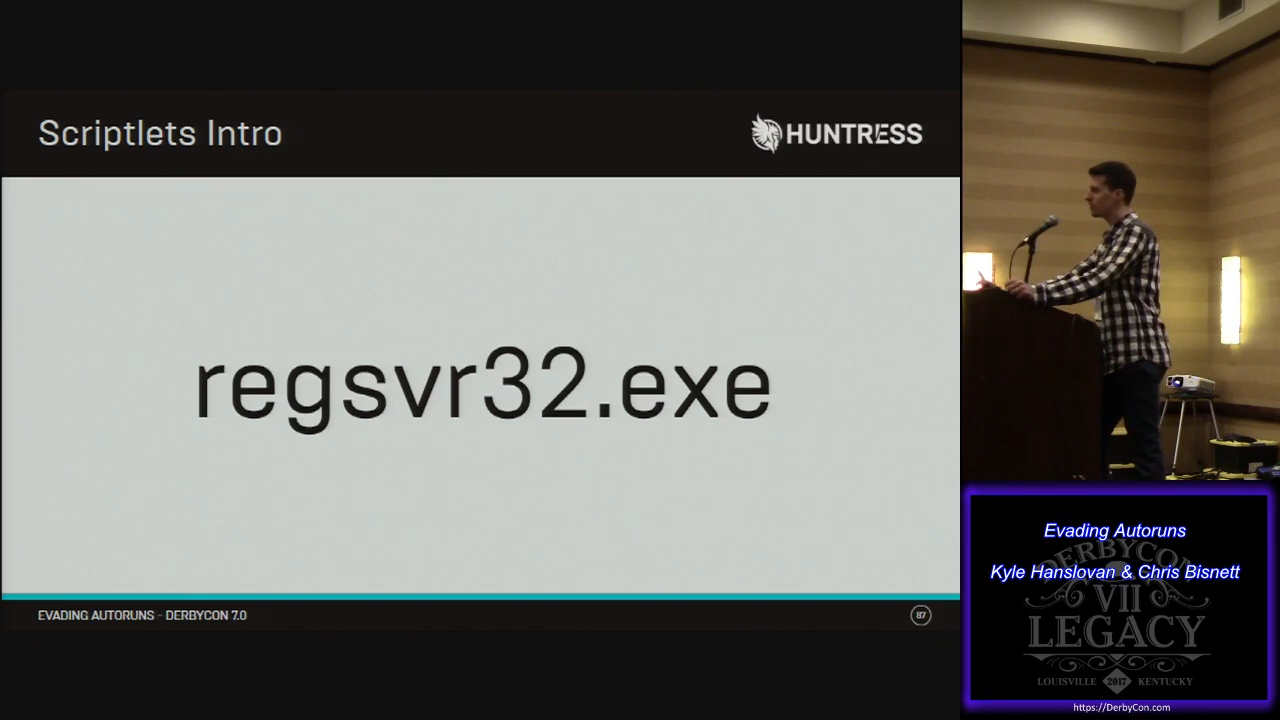 Scriptlets Intro
HUNTRESS
regsvr32.exe
EVADING AUTORUNS - DERBYCON 7.0
87
Evading Autoruns
Kyle Hanslovan & Chris Bisnett
DERBYCON
VII
LEGACY
LOUISVILLE 2017 KENTUCKY
https://DerbyCon.com